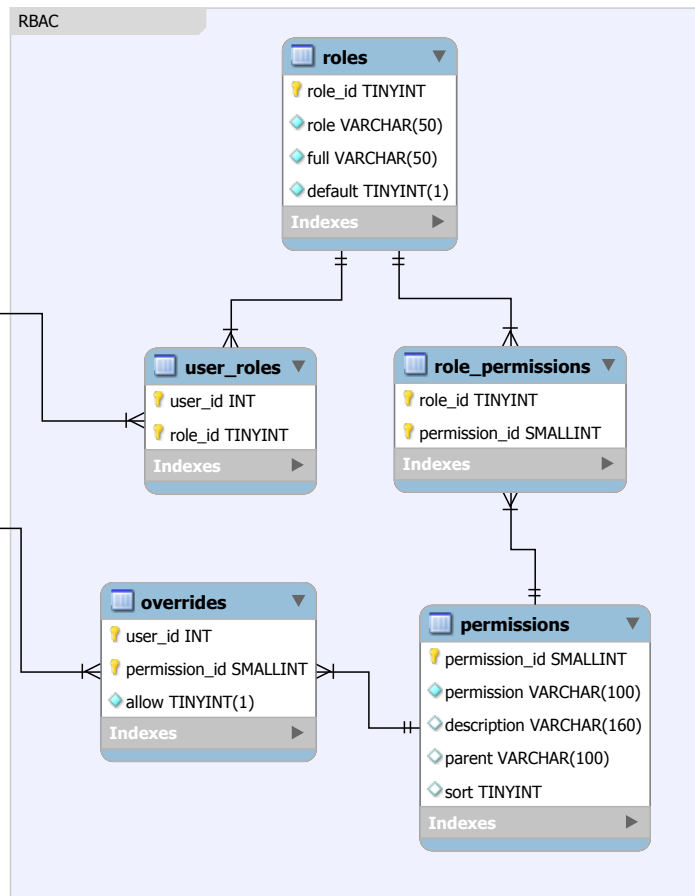 RBAC
roles
role_id TINYINT
role VARCHAR(50)
full VARCHAR(50)
default TINYINT(1)
Indexes
user_roles
user_id INT
role_id TINYINT
Indexes
role_permissions
role_id TINYINT
permission_id SMALLINT
Indexes
overrides
user_id INT
permission_id SMALLINT
allow TINYINT(1)
Indexes
permissions
permission_id SMALLINT
permission VARCHAR(100)
description VARCHAR(160)
parent VARCHAR(100)
sort TINYINT
Indexes